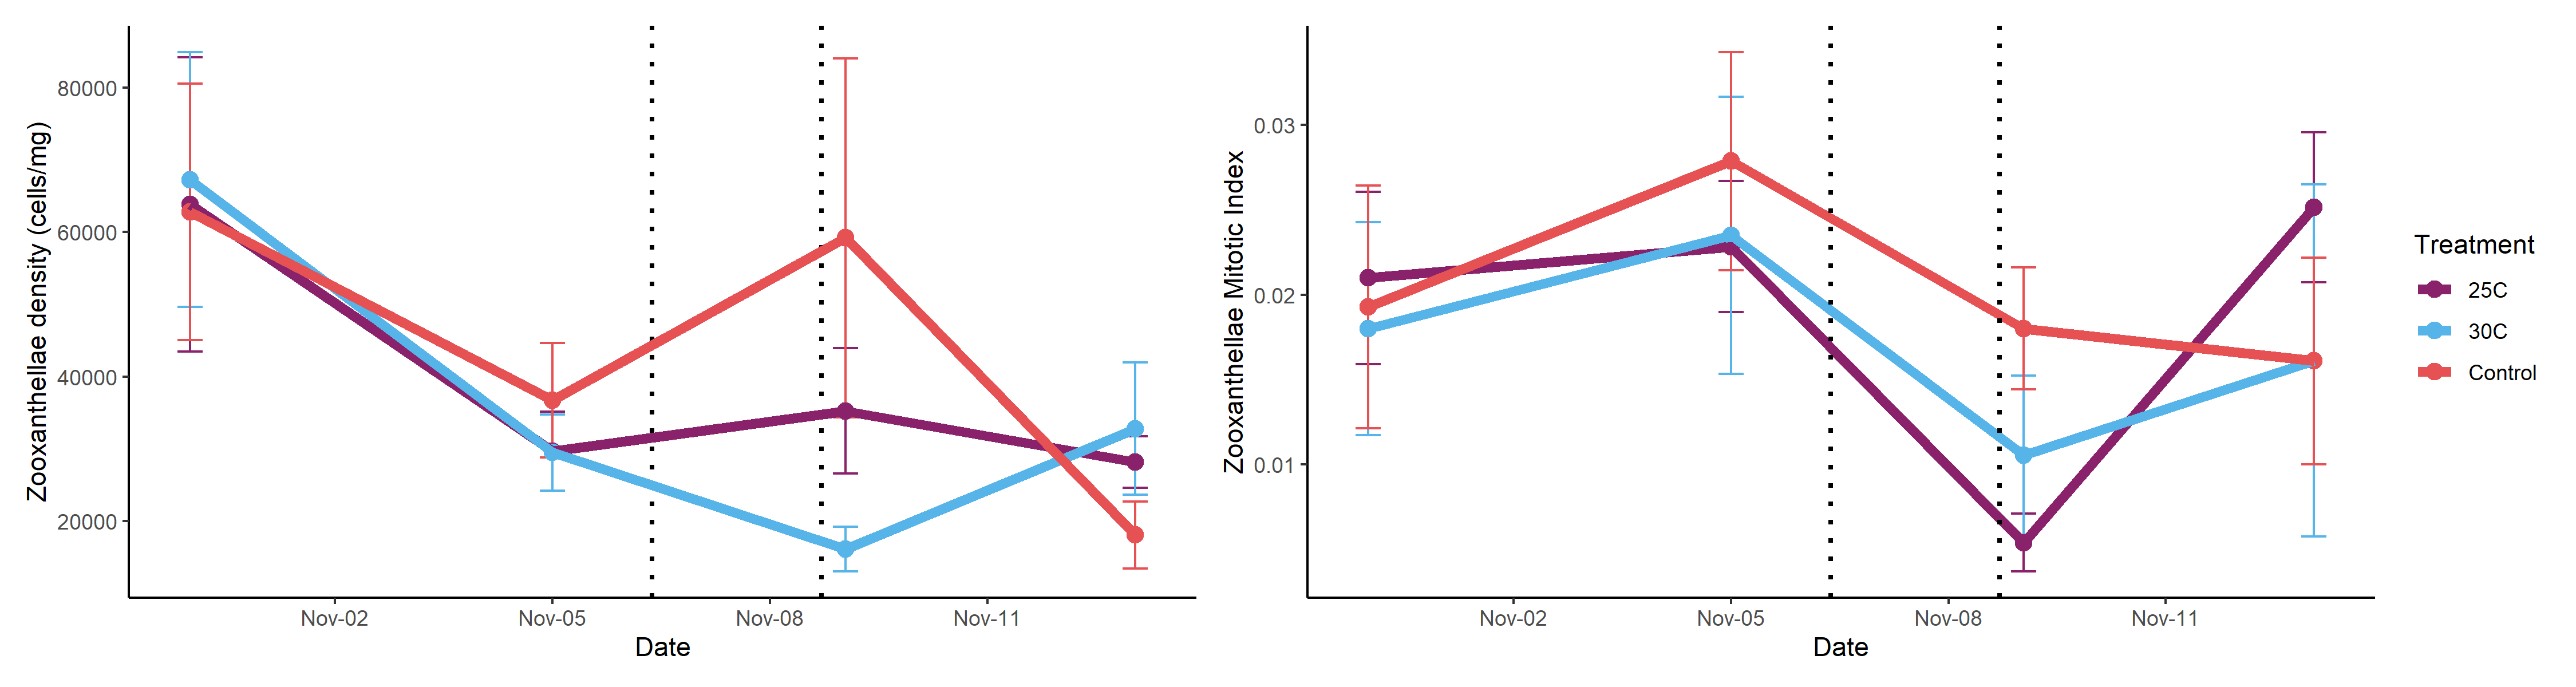 Zooxanthellae density (cells/mg)
80000
60000
40000
20000
Nov-02 Nov-05 Nov-08 Nov-11
Date
Zooxanthellae Mitotic Index
0.03
0.02
0.01
Nov-02 Nov-05 Nov-08 Nov-11
Date
Treatment
25C
30C
Control